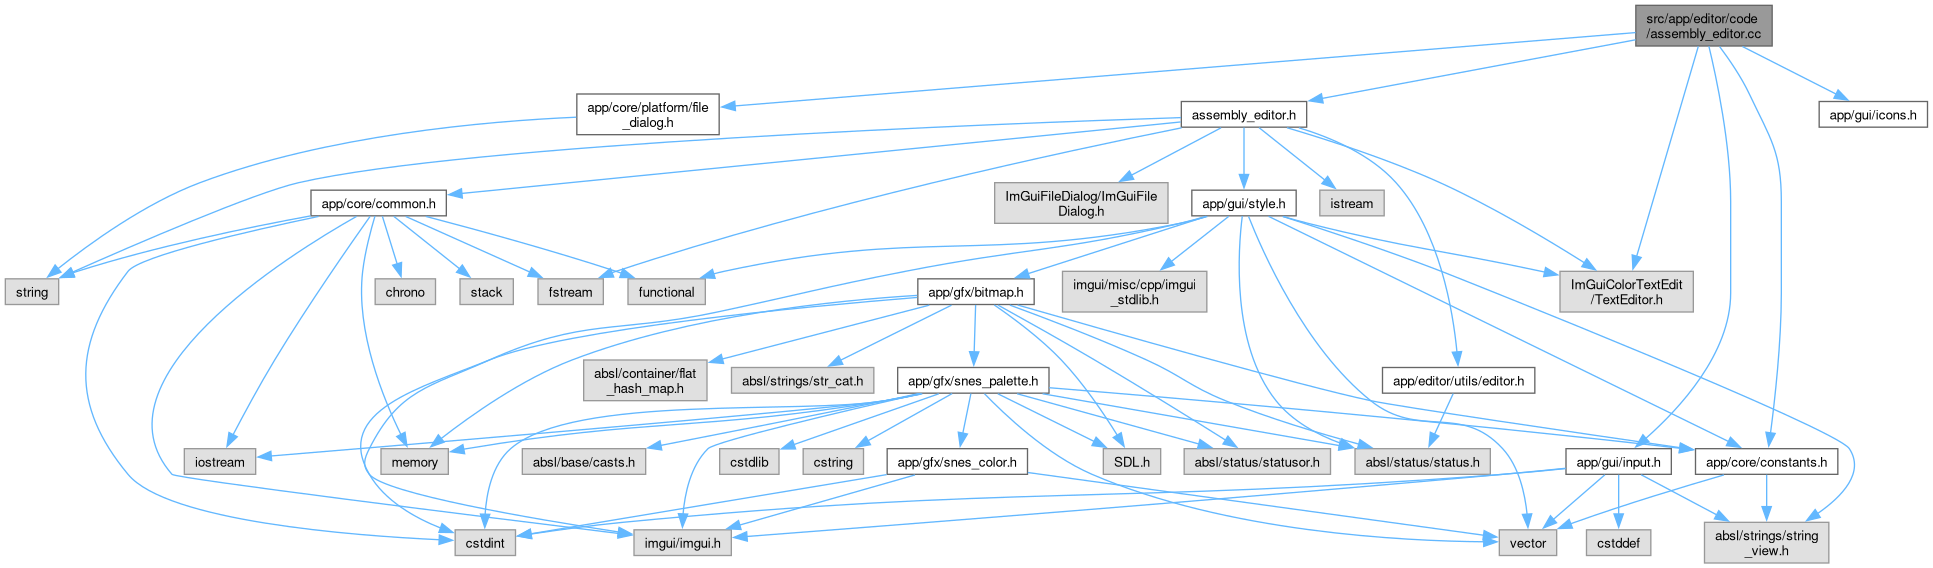 src/app/editor/code
/assembly_editor.cc
app/core/platform/file
_dialog.h
assembly_editor.h
app/gui/icons.h
app/core/common.h
ImGuiFileDialog/ImGuiFile
Dialog.h
app/gui/style.h
istream
string
chrono
stack
fstream
functional
app/gfx/bitmap.h
imgui/misc/cpp/imgui
_stdlib.h
ImGuiColorTextEdit
/TextEditor.h
absl/container/flat
_hash_map.h
absl/strings/str_cat.h
app/gfx/snes_palette.h
app/editor/utils/editor.h
iostream
memory
absl/base/casts.h
cstdlib
cstring
app/gfx/snes_color.h
SDL.h
absl/status/statusor.h
absl/status/status.h
app/gui/input.h
app/core/constants.h
cstdint
imgui/imgui.h
vector
cstddef
absl/strings/string
_view.h